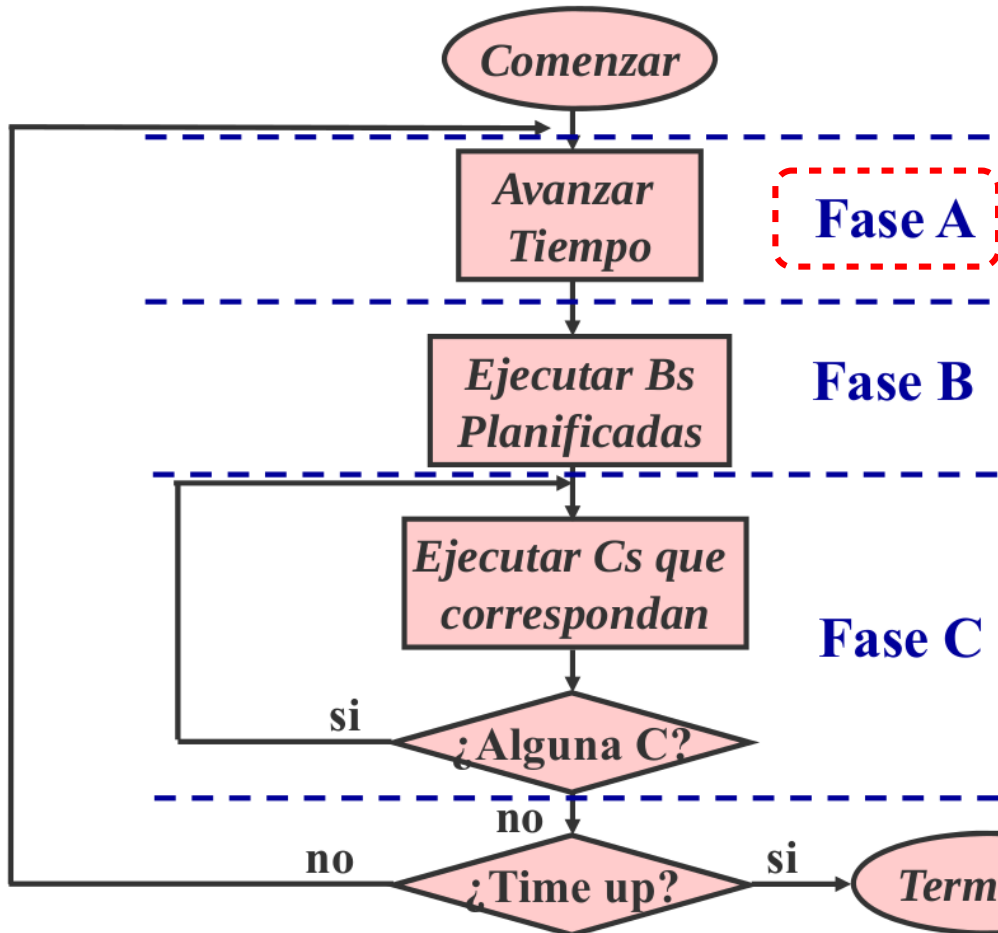 Comenzar
Avanzar
Tiempo
Fase A
Ejecutar Bs
Planificadas
Fase B
Ejecutar Cs que
correspondan
Fase C
si
¿Alguna C?
no
no
¿Time up?
si
Term